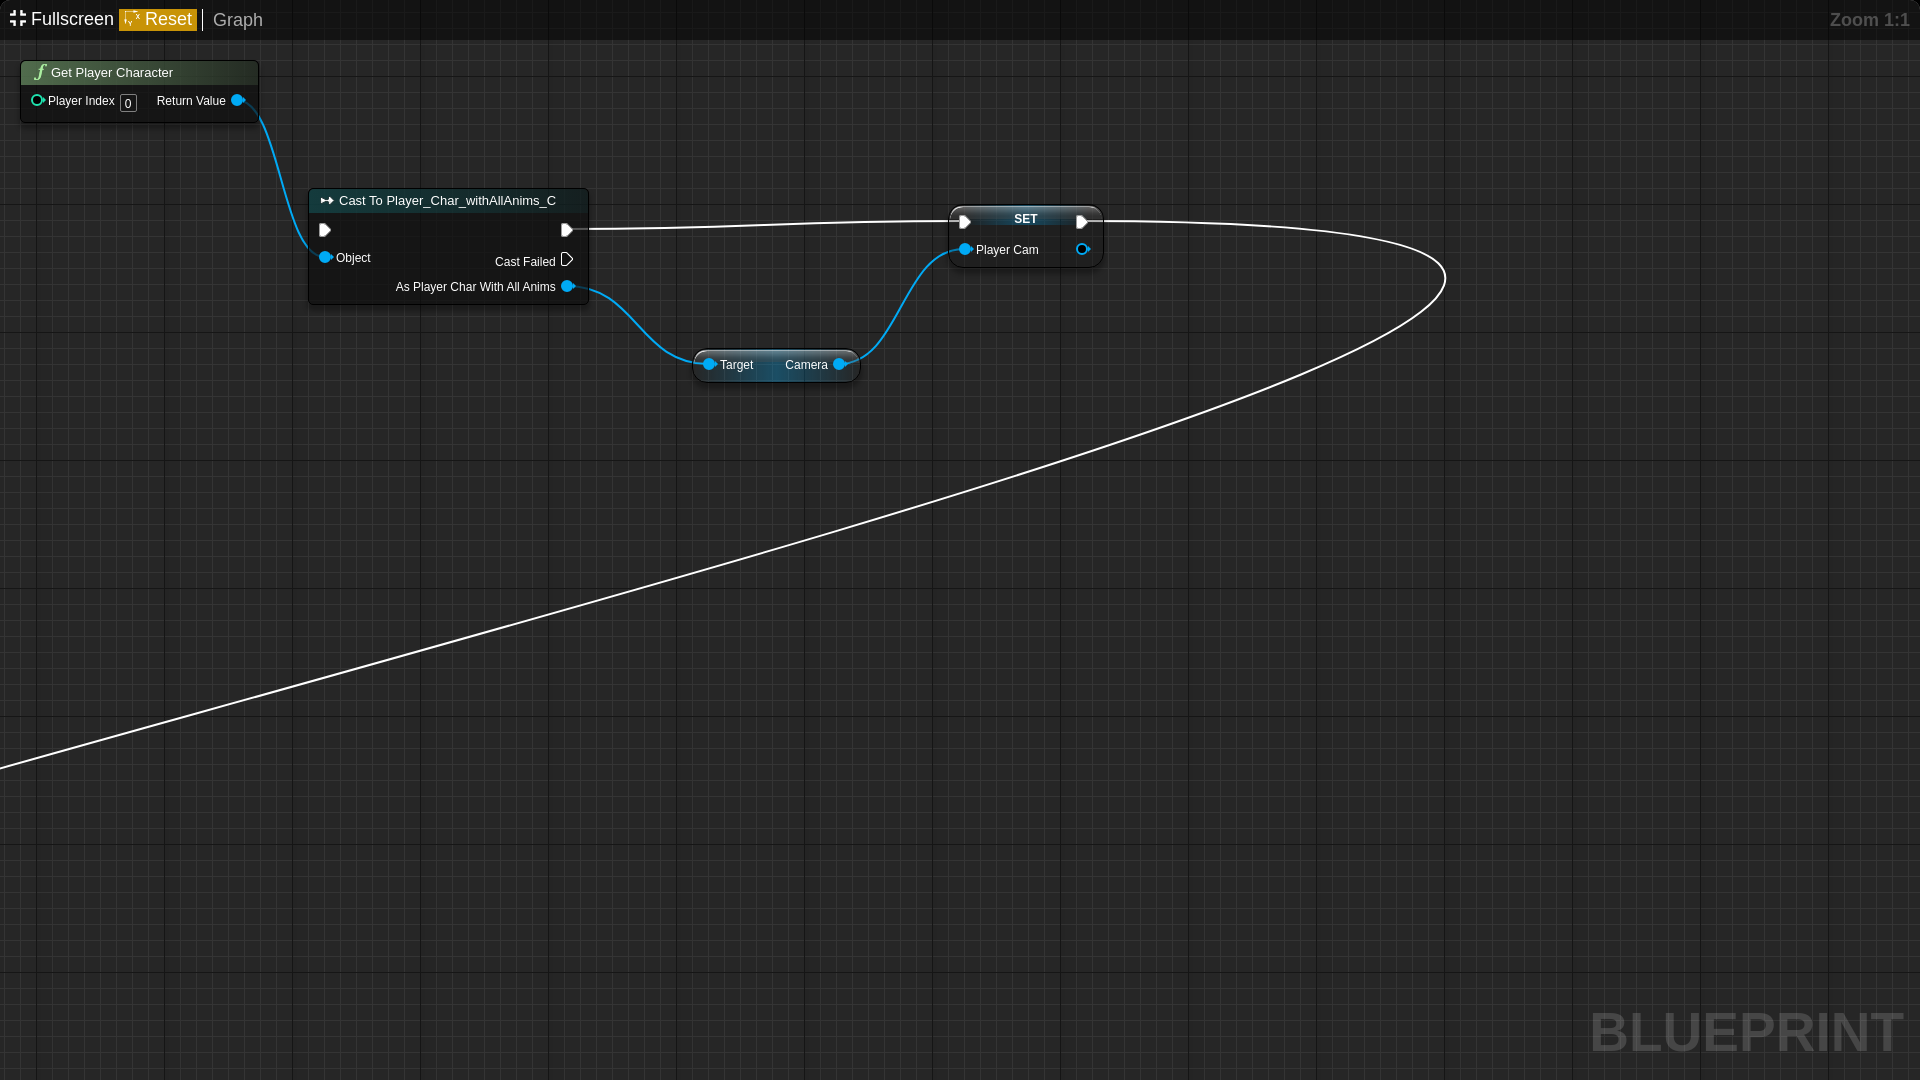 Fullscreen Reset Graph
Zoom 1:1
Get Player Character
Player Index 0 Return Value
Cast To Player_Char_withAllAnims_C
Object
Cast Failed
As Player Char With All Anims
SET
Player Cam
Target Camera
BLUEPRINT